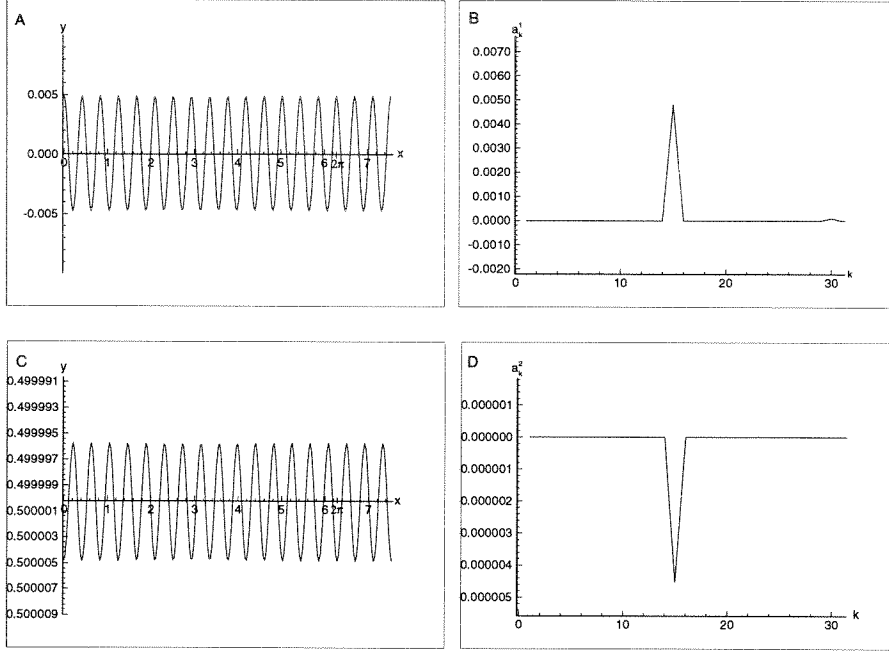 A
y
0.005
0.000
-0.005
0 1 2 3 4 5 6 2π 7 x
B
a_k^1
0.0070
0.0060
0.0050
0.0040
0.0030
0.0020
0.0010
0.0000
-0.0010
-0.0020
0 10 20 30 k
C
y
0.499991
0.499993
0.499995
0.499997
0.499999
0.500001
0.500003
0.500005
0.500007
0.500009
0 1 2 3 4 5 6 2π 7 x
D
a_k^2
0.000001
0.000000
0.000001
0.000002
0.000003
0.000004
0.000005
0 10 20 30 k